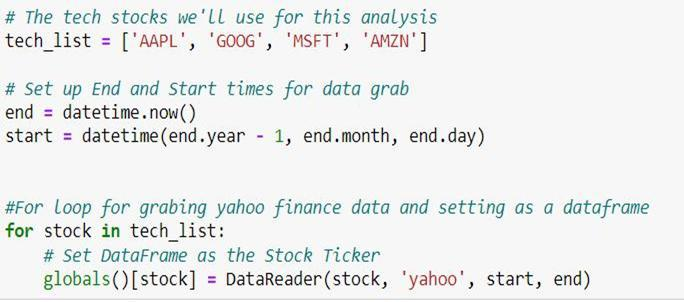 # The tech stocks we'll use for this analysis
tech_list = ['AAPL', 'GOOG', 'MSFT', 'AMZN']
# Set up End and Start times for data grab
end = datetime.now()
start = datetime(end.year - 1, end.month, end.day)
#For loop for grabing yahoo finance data and setting as a dataframe
for stock in tech_list:
    # Set DataFrame as the Stock Ticker
    globals()[stock] = DataReader(stock, 'yahoo', start, end)